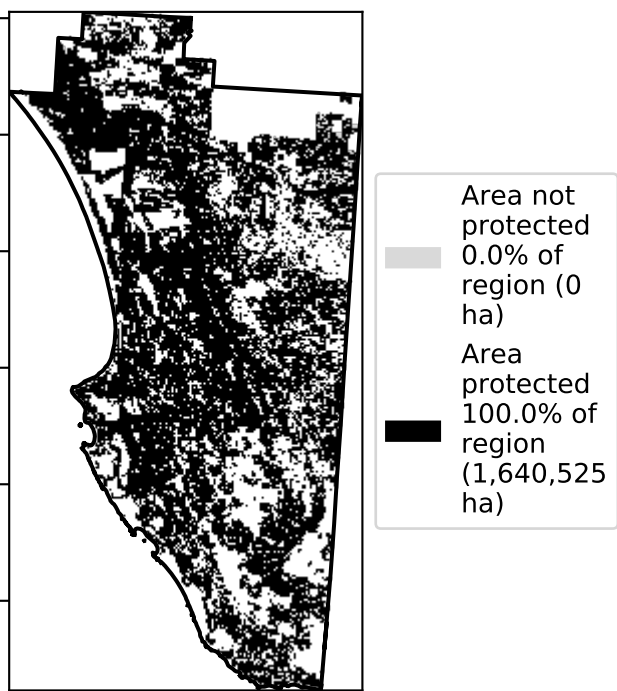 Area not
protected
0.0% of
region (0
ha)
Area
protected
100.0% of
region
(1,640,525
ha)